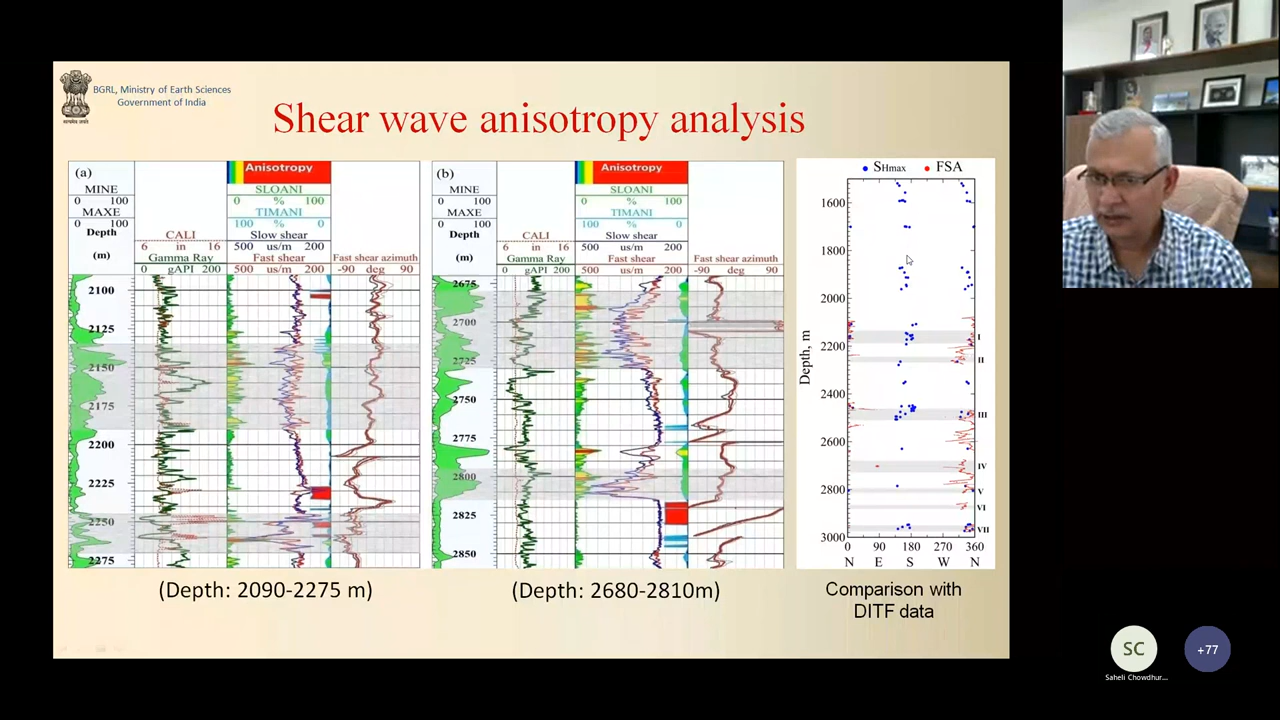 BGRL, Ministry of Earth Sciences
Government of India
सत्यमेव जयते
Shear wave anisotropy analysis
(a)
MINE
0 100
MAXE
0 100
Depth
(m)
CALI
6 in 16
Gamma Ray
0 gAPI 200
Anisotropy
SLOANI
0 % 100
TIMANI
100 % 0
Slow shear
500 us/m 200
Fast shear
500 us/m 200
Fast shear azimuth
-90 deg 90
2100
2125
2150
2175
2200
2225
2250
2275
(Depth: 2090-2275 m)
(b)
MINE
0 100
MAXE
0 100
Depth
(m)
CALI
6 in 16
Gamma Ray
0 gAPI 200
Anisotropy
SLOANI
0 % 100
TIMANI
100 % 0
Slow shear
500 us/m 200
Fast shear
500 us/m 200
Fast shear azimuth
-90 deg 90
2675
2700
2725
2750
2775
2800
2825
2850
(Depth: 2680-2810m)
SHmax FSA
Depth, m
1600
1800
2000
2200
2400
2600
2800
3000
I
II
III
IV
V
VI
VII
0 90 180 270 360
N E S W N
Comparison with
DITF data
SC
+77
Saheli Chowdhur...